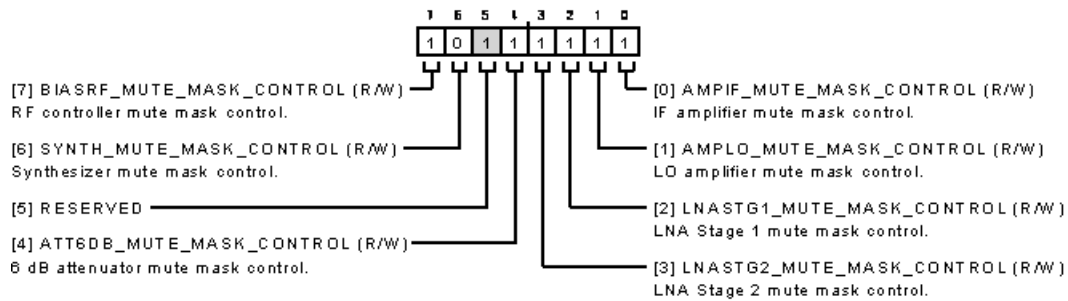 7 6 5 4 3 2 1 0
1 0 1 1 1 1 1 1
[7] BIASRF_MUTE_MASK_CONTROL (R/W)
RF controller mute mask control.
[6] SYNTH_MUTE_MASK_CONTROL (R/W)
Synthesizer mute mask control.
[5] RESERVED
[4] ATT6DB_MUTE_MASK_CONTROL (R/W)
6 dB attenuator mute mask control.
[0] AMPIF_MUTE_MASK_CONTROL (R/W)
IF amplifier mute mask control.
[1] AMPLO_MUTE_MASK_CONTROL (R/W)
LO amplifier mute mask control.
[2] LNASTG1_MUTE_MASK_CONTROL (R/W)
LNA Stage 1 mute mask control.
[3] LNASTG2_MUTE_MASK_CONTROL (R/W)
LNA Stage 2 mute mask control.